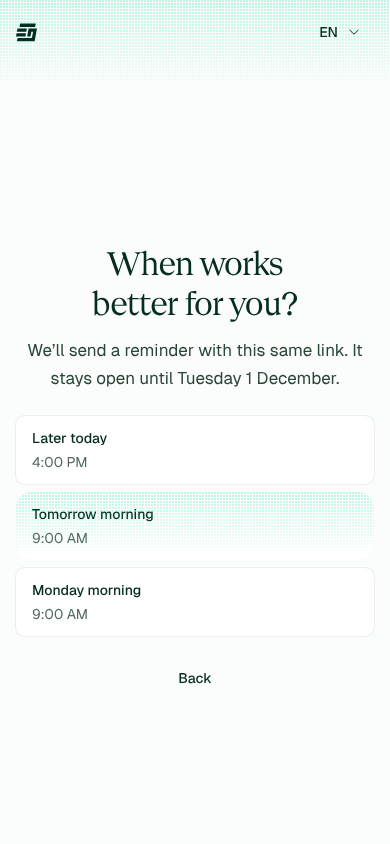 EN
When works
better for you?
We’ll send a reminder with this same link. It
stays open until Tuesday 1 December.
Later today
4:00 PM
Tomorrow morning
9:00 AM
Monday morning
9:00 AM
Back